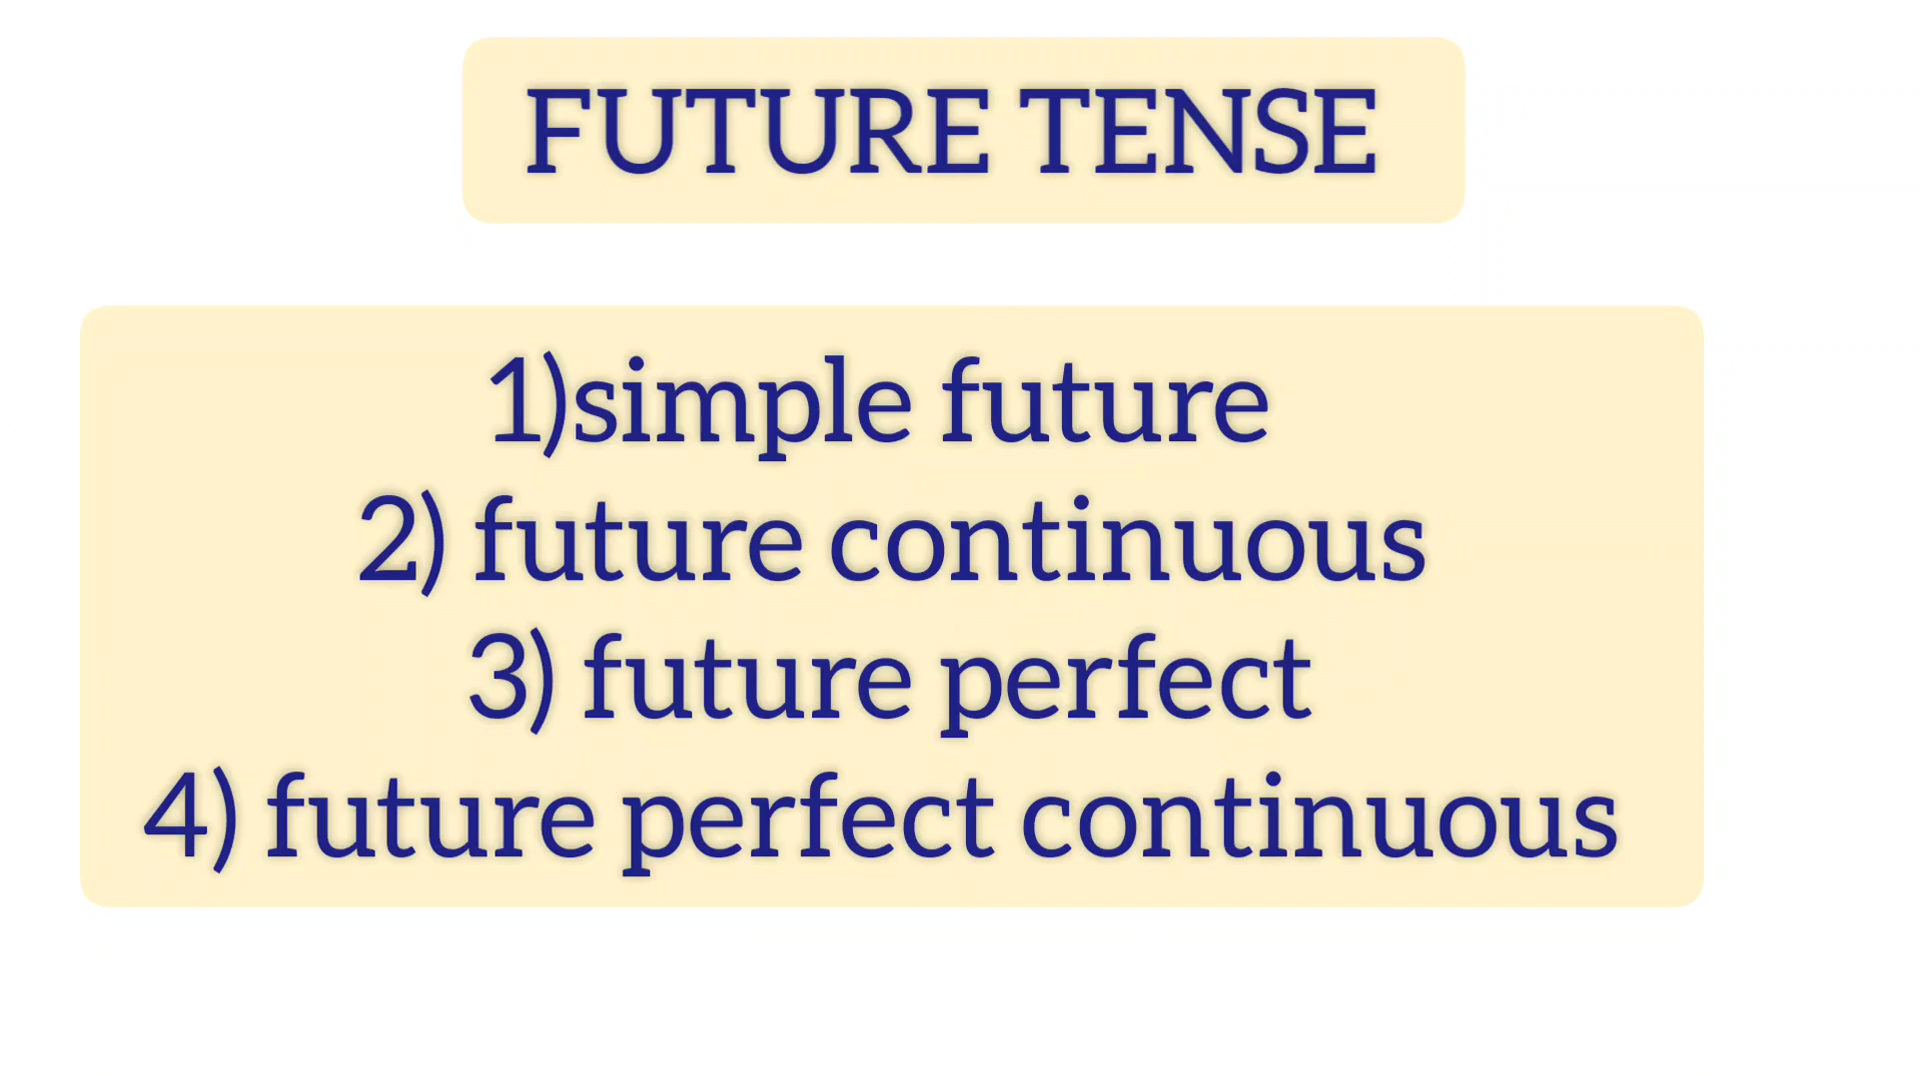 FUTURE TENSE
1)simple future
2) future continuous
3) future perfect
4) future perfect continuous